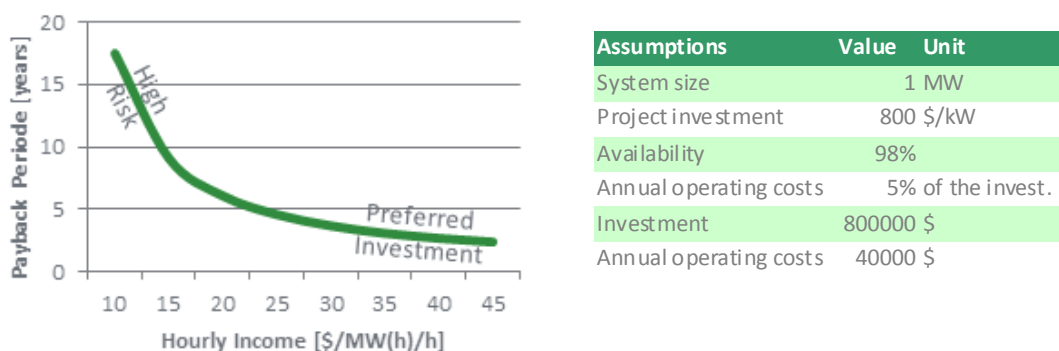 Payback Periode [years]
20
15
10
5
0
High
Risk
Preferred
Investment
10 15 20 25 30 35 40 45
Hourly Income [$/MW(h)/h]
Assumptions Value Unit
System size 1 MW
Project investment 800 $/kW
Availability 98%
Annual operating costs 5% of the invest.
Investment 800000 $
Annual operating costs 40000 $